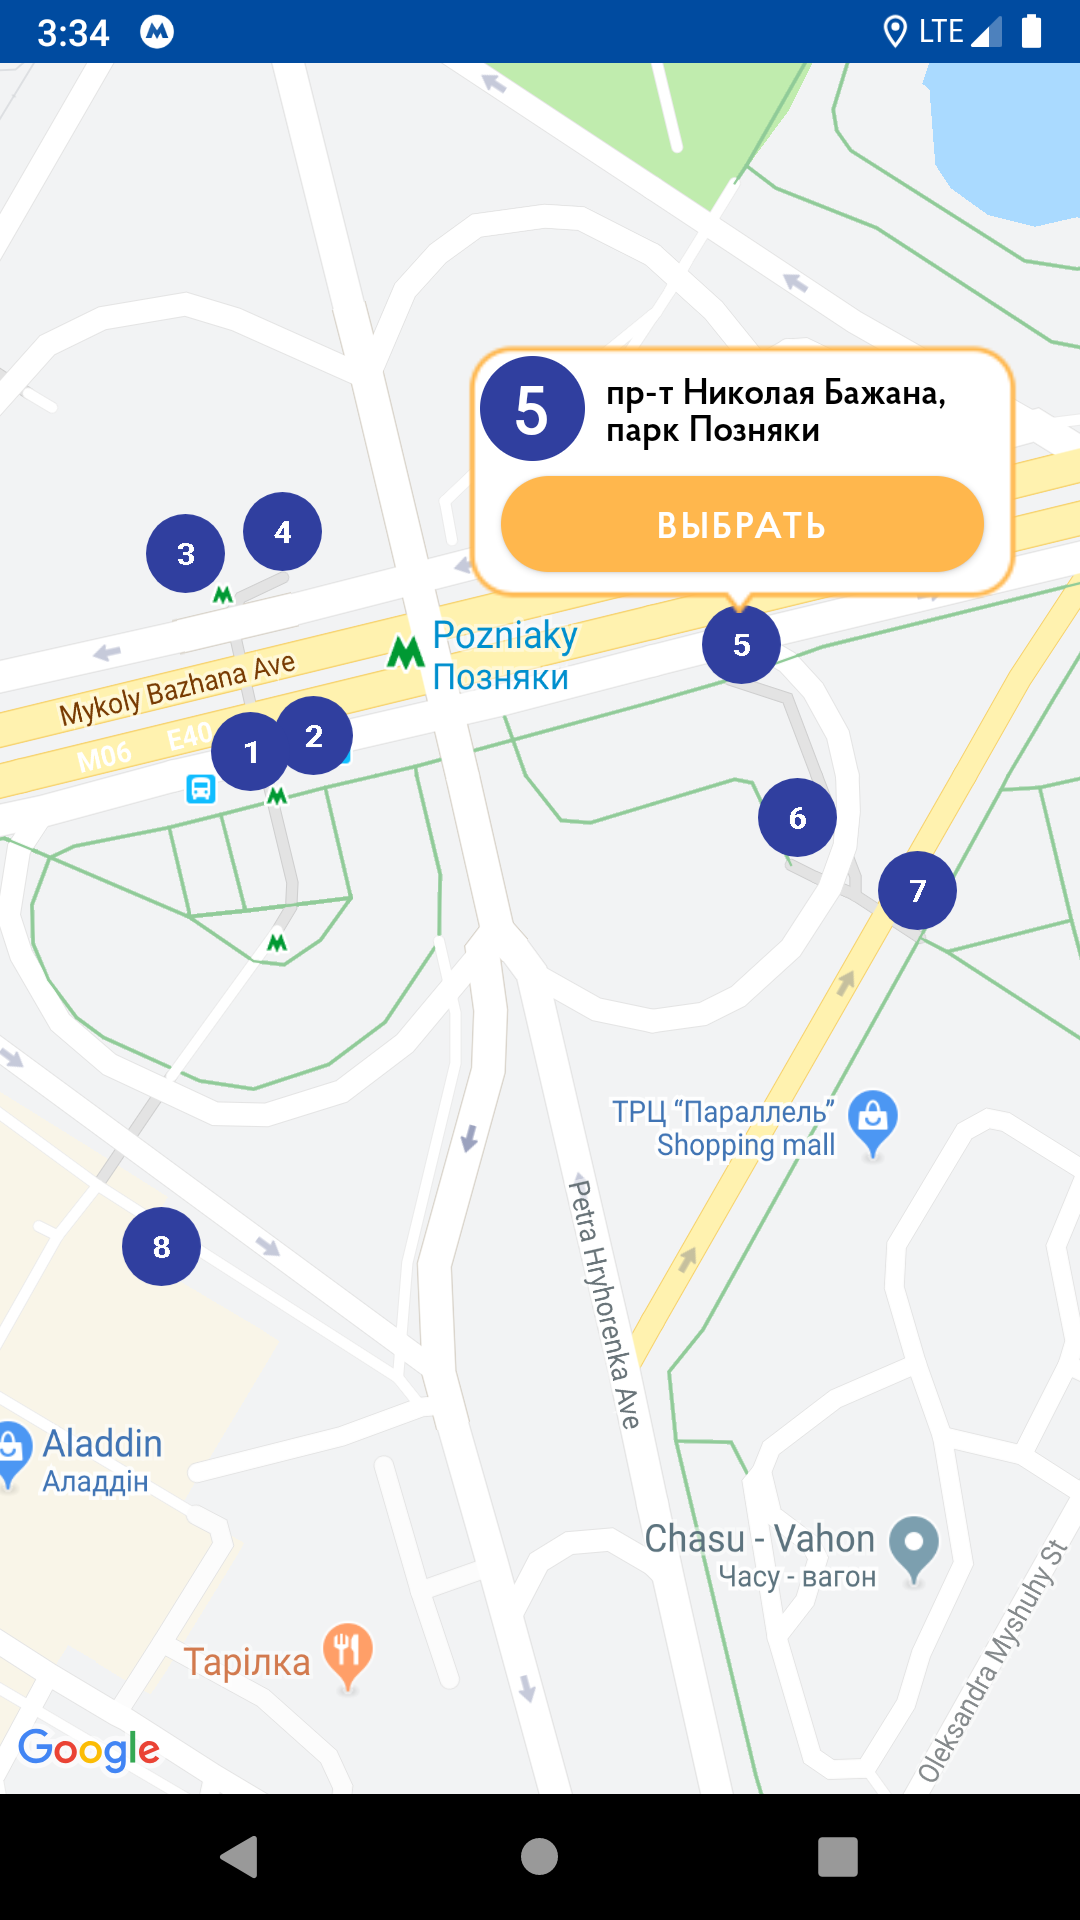 3:34
LTE
5
пр-т Николая Бажана,
парк Позняки
ВЫБРАТЬ
3
4
Pozniaky
Позняки
5
Mykoly Bazhana Ave
M06
E40
1
2
6
7
ТРЦ “Параллель”
Shopping mall
8
Petra Hryhorenka Ave
Aladdin
Аладдін
Chasu - Vahon
Часу - вагон
Oleksandra Myshuhy St
Тарілка
Google